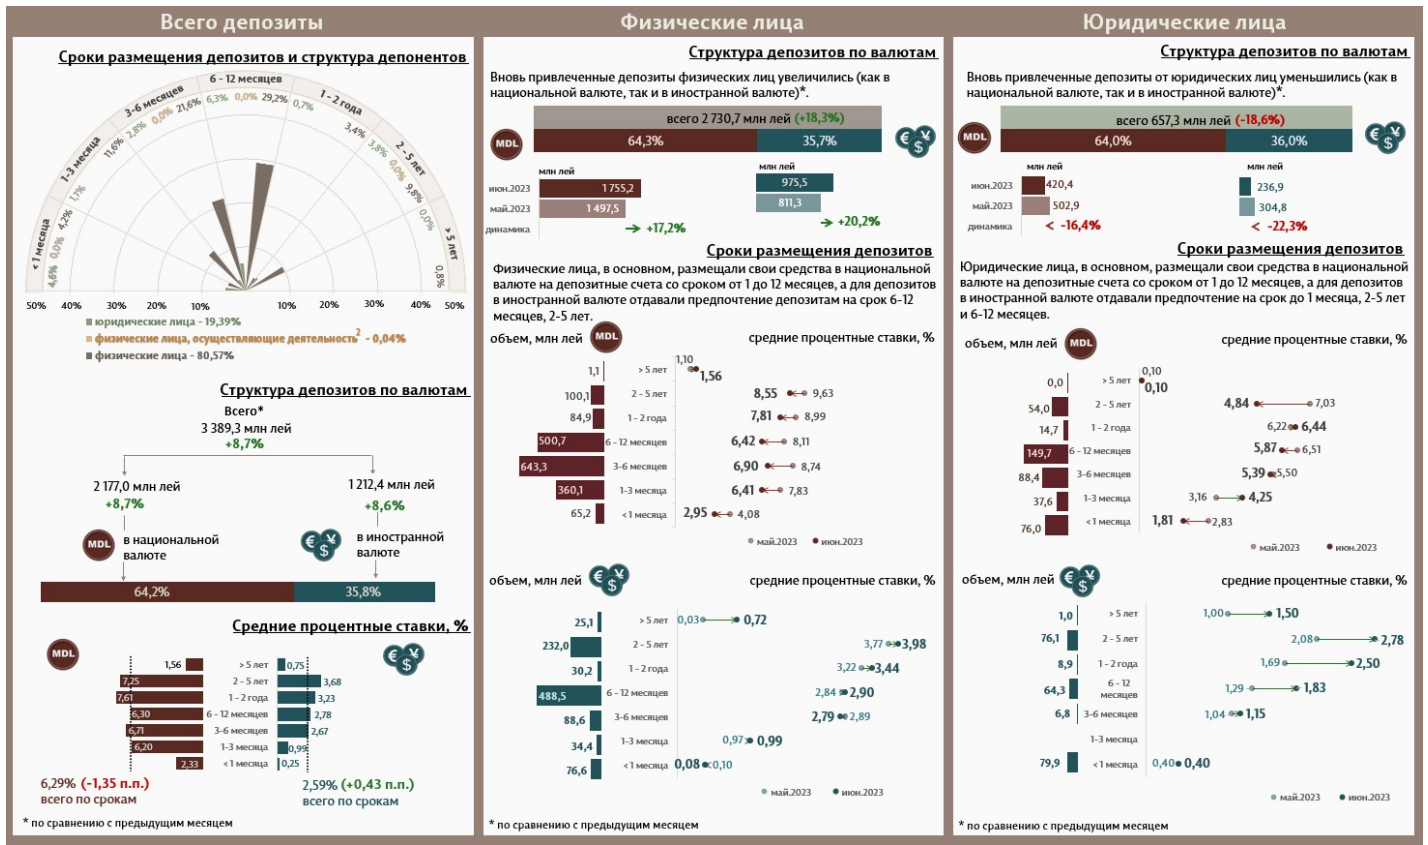 Всего депозиты
Сроки размещения депозитов и структура депонентов
< 1 месяца
1-3 месяца
3-6 месяцев
6 - 12 месяцев
1 - 2 года
2 - 5 лет
> 5 лет
4,6%
0,0%
4,2%
1,1%
11,6%
2,8%
0,0%
21,6%
6,3%
0,0%
29,2%
0,7%
3,4%
3,8%
0,0%
9,8%
0,0%
0,8%
50% 40% 30% 20% 10% 10% 20% 30% 40% 50%
юридические лица - 19,39%
физические лица, осуществляющие деятельность2 - 0,04%
физические лица - 80,57%
Структура депозитов по валютам
Всего*
3 389,3 млн лей
+8,7%
2 177,0 млн лей
+8,7%
1 212,4 млн лей
+8,6%
MDL
в национальной
валюте
€ ¥ $
в иностранной
валюте
64,2% 35,8%
Средние процентные ставки, %
MDL
€ ¥ $
1,56 > 5 лет 0,75
7,25 2 - 5 лет 3,68
7,61 1 - 2 года 3,23
6,30 6 - 12 месяцев 2,78
6,71 3-6 месяцев 2,67
6,20 1-3 месяца 0,99
2,33 < 1 месяца 0,25
6,29% (-1,35 п.п.)
всего по срокам
2,59% (+0,43 п.п.)
всего по срокам
* по сравнению с предыдущим месяцем
Физические лица
Структура депозитов по валютам
Вновь привлеченные депозиты физических лиц увеличились (как в
национальной валюте, так и в иностранной валюте)*.
всего 2 730,7 млн лей (+18,3%)
MDL 64,3% 35,7% € ¥ $
млн лей млн лей
июн.2023 1 755,2 975,5
май.2023 1 497,5 811,3
динамика +17,2% +20,2%
Сроки размещения депозитов
Физические лица, в основном, размещали свои средства в национальной
валюте на депозитные счета со сроком от 1 до 12 месяцев, а для депозитов
в иностранной валюте отдавали предпочтение депозитам на срок 6-12
месяцев, 2-5 лет.
объем, млн лей MDL средние процентные ставки, %
1,1 > 5 лет 1,10 1,56
100,1 2 - 5 лет 8,55 9,63
84,9 1 - 2 года 7,81 8,99
500,7 6 - 12 месяцев 6,42 8,11
643,3 3-6 месяцев 6,90 8,74
360,1 1-3 месяца 6,41 7,83
65,2 < 1 месяца 2,95 4,08
май.2023 июн.2023
объем, млн лей € ¥ $ средние процентные ставки, %
25,1 > 5 лет 0,03 0,72
232,0 2 - 5 лет 3,77 3,98
30,2 1 - 2 года 3,22 3,44
488,5 6 - 12 месяцев 2,84 2,90
88,6 3-6 месяцев 2,79 2,89
34,4 1-3 месяца 0,97 0,99
76,6 < 1 месяца 0,08 0,10
май.2023 июн.2023
* по сравнению с предыдущим месяцем
Юридические лица
Структура депозитов по валютам
Вновь привлеченные депозиты от юридических лиц уменьшились (как в
национальной валюте, так и в иностранной валюте)*.
всего 657,3 млн лей (-18,6%)
MDL 64,0% 36,0% € ¥ $
млн лей млн лей
июн.2023 420,4 236,9
май.2023 502,9 304,8
динамика < -16,4% < -22,3%
Сроки размещения депозитов
Юридические лица, в основном, размещали свои средства в национальной
валюте на депозитные счета со сроком от 1 до 12 месяцев, а для депозитов
в иностранной валюте отдавали предпочтение на срок до 1 месяца, 2-5 лет
и 6-12 месяцев.
объем, млн лей MDL средние процентные ставки, %
0,0 > 5 лет 0,10 0,10
54,0 2 - 5 лет 4,84 7,03
14,7 1 - 2 года 6,22 6,44
149,7 6 - 12 месяцев 5,87 6,51
88,4 3-6 месяцев 5,39 5,50
37,6 1-3 месяца 3,16 4,25
76,0 < 1 месяца 1,81 2,83
май.2023 июн.2023
объем, млн лей € ¥ $ средние процентные ставки, %
1,0 > 5 лет 1,00 1,50
76,1 2 - 5 лет 2,08 2,78
8,9 1 - 2 года 1,69 2,50
64,3 6 - 12
месяцев 1,29 1,83
6,8 3-6 месяцев 1,04 1,15
1-3 месяца
79,9 < 1 месяца 0,40 0,40
май.2023 июн.2023
* по сравнению с предыдущим месяцем